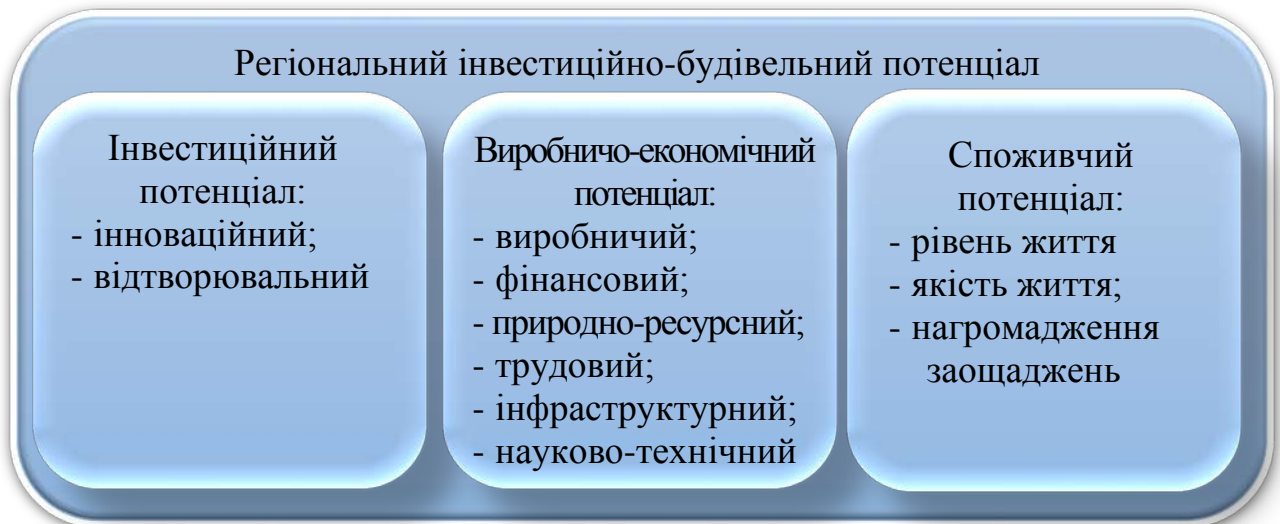 Регіональний інвестиційно-будівельний потенціал
Інвестиційний
потенціал:
- інноваційний;
- відтворювальний
Виробничо-економічний
потенціал:
- виробничий;
- фінансовий;
- природно-ресурсний;
- трудовий;
- інфраструктурний;
- науково-технічний
Споживчий
потенціал:
- рівень життя
- якість життя;
- нагромадження
заощаджень